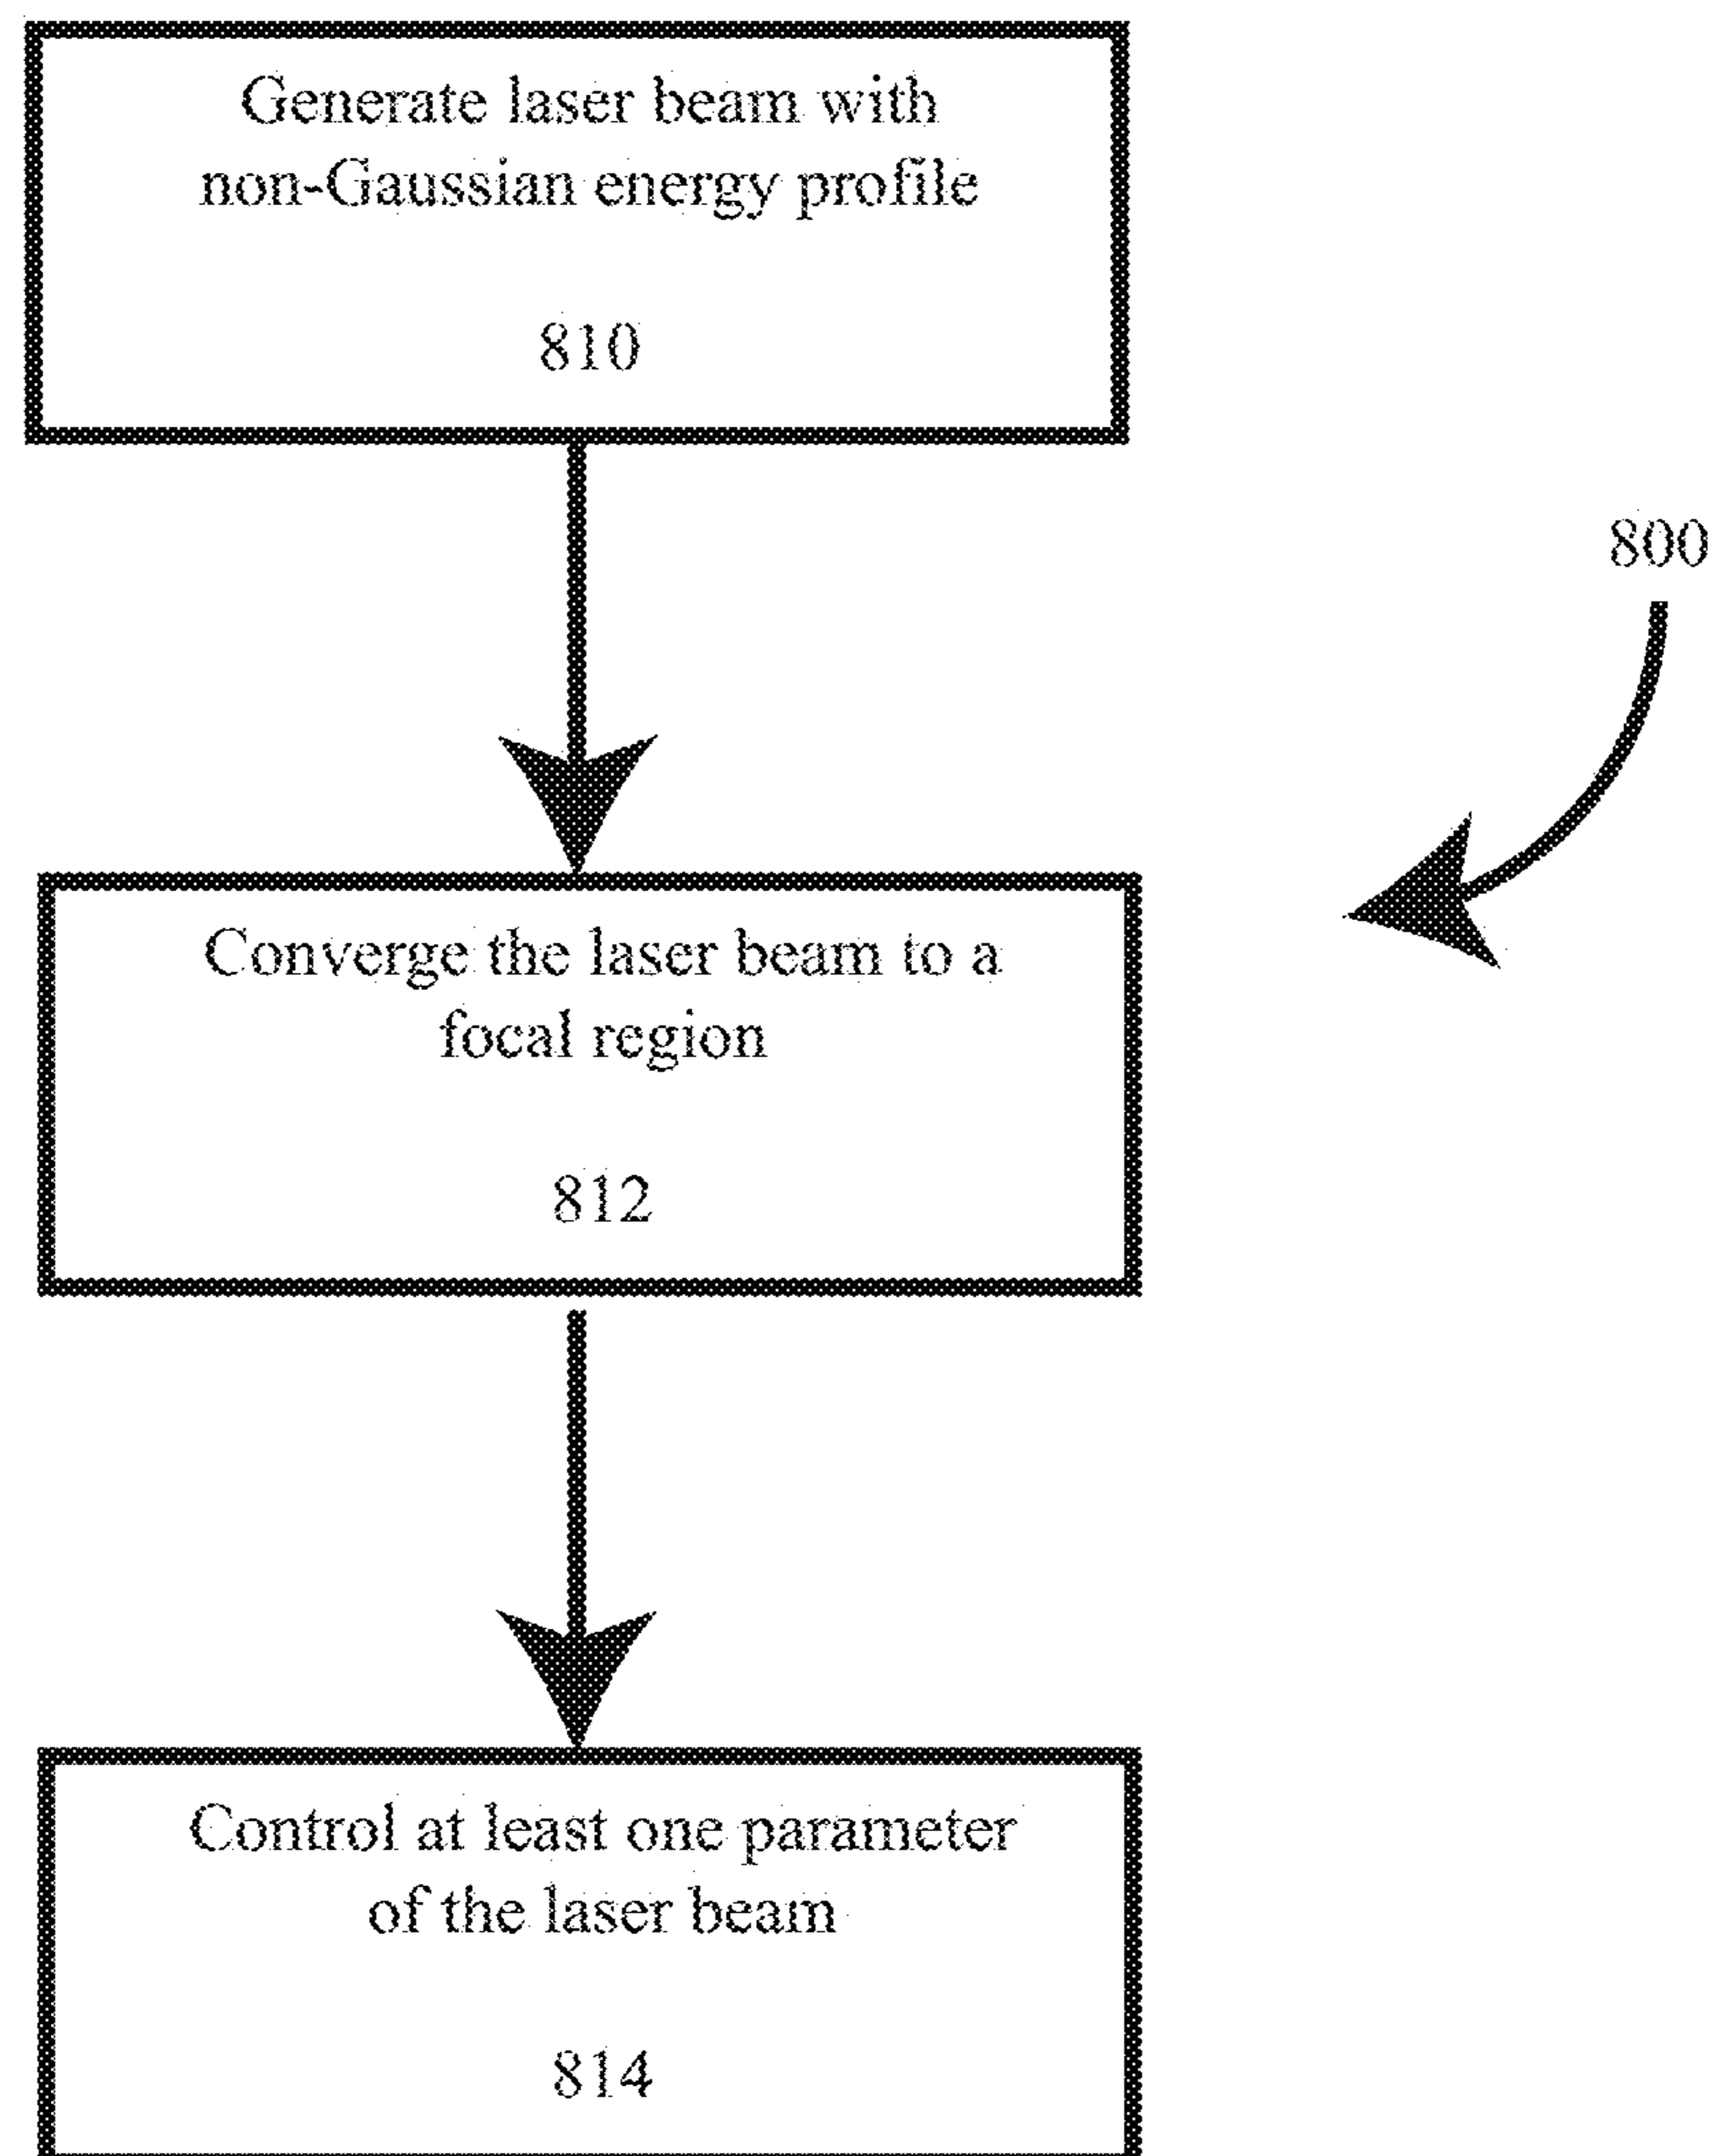 Generate laser beam with
non-Gaussian energy profile
810
800
Converge the laser beam to a
focal region
812
Control at least one parameter
of the laser beam
814